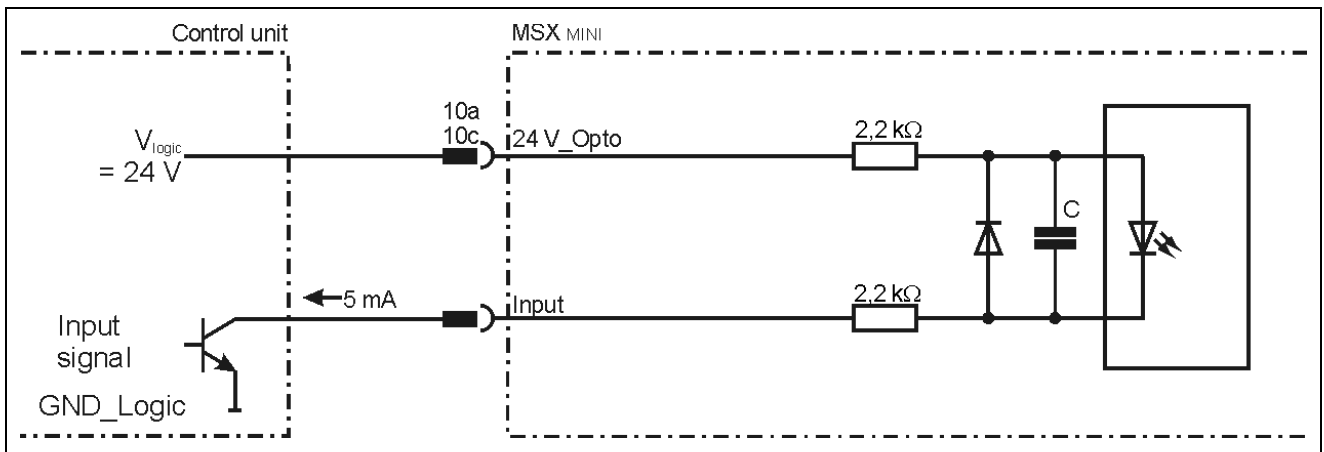 Control unit
MSX MINI
V_logic
= 24 V
10a
10c
24 V_Opto
2,2 kΩ
C
5 mA
Input
2,2 kΩ
Input
signal
GND_Logic